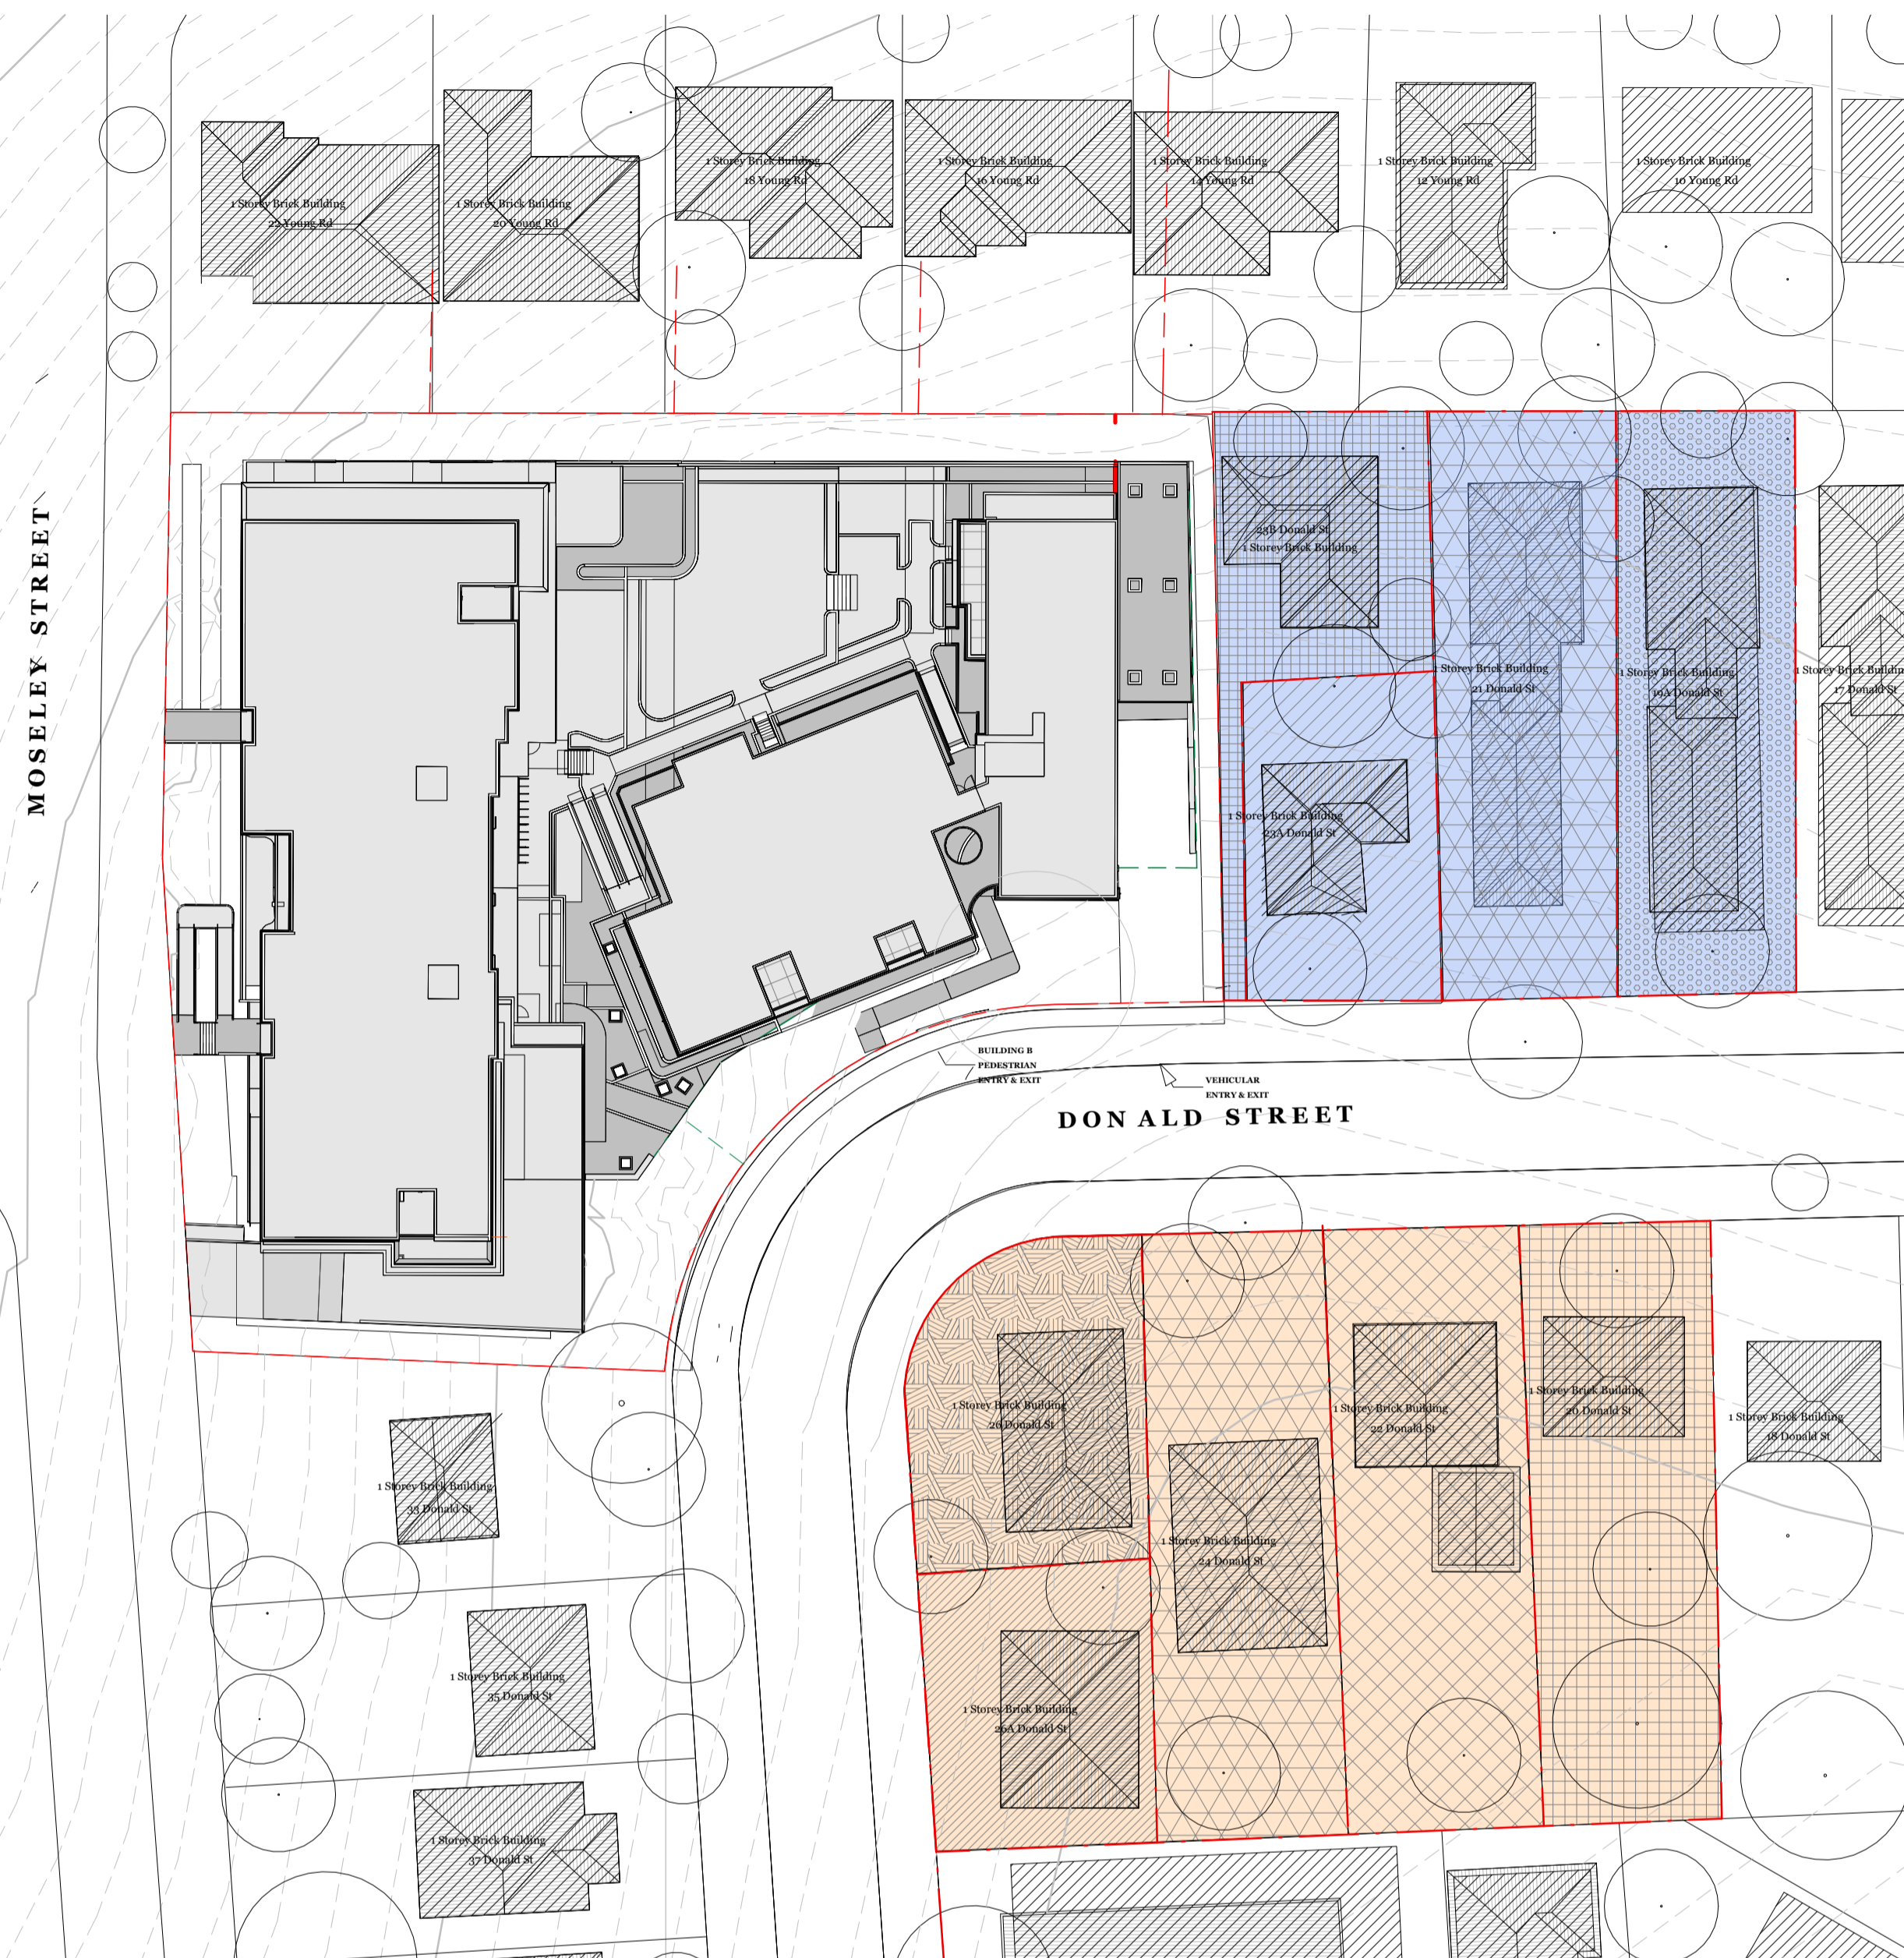 1 Storey Brick Building
22 Young Rd
1 Storey Brick Building
20 Young Rd
1 Storey Brick Building
18 Young Rd
1 Storey Brick Building
16 Young Rd
1 Storey Brick Building
14 Young Rd
1 Storey Brick Building
12 Young Rd
1 Storey Brick Building
10 Young Rd
MOSELEY STREET
23B Donald St
1 Storey Brick Building
1 Storey Brick Building
23A Donald St
1 Storey Brick Building
21 Donald St
1 Storey Brick Building
19A Donald St
1 Storey Brick Buildin
17 Donald St
BUILDING B
PEDESTRIAN
ENTRY & EXIT
VEHICULAR
ENTRY & EXIT
DONALD STREET
1 Storey Brick Building
26 Donald St
1 Storey Brick Building
24 Donald St
1 Storey Brick Building
22 Donald St
1 Storey Brick Building
20 Donald St
1 Storey Brick Building
18 Donald St
1 Storey Brick Building
33 Donald St
1 Storey Brick Building
35 Donald St
1 Storey Brick Building
26A Donald St
1 Storey Brick Building
37 Donald St